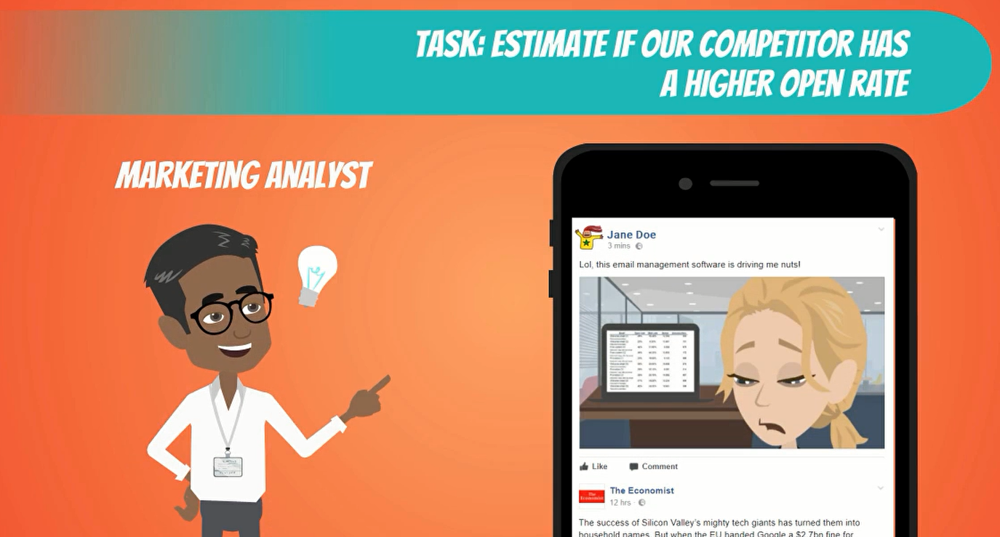 TASK: ESTIMATE IF OUR COMPETITOR HAS
A HIGHER OPEN RATE
MARKETING ANALYST
Jane Doe
3 mins
Lol, this email management software is driving me nuts!
Like Comment
The Economist
The Economist
12 hrs
The success of Silicon Valley's mighty tech giants has turned them into
household names. But when the EU handed Google a $2.7bn fine for